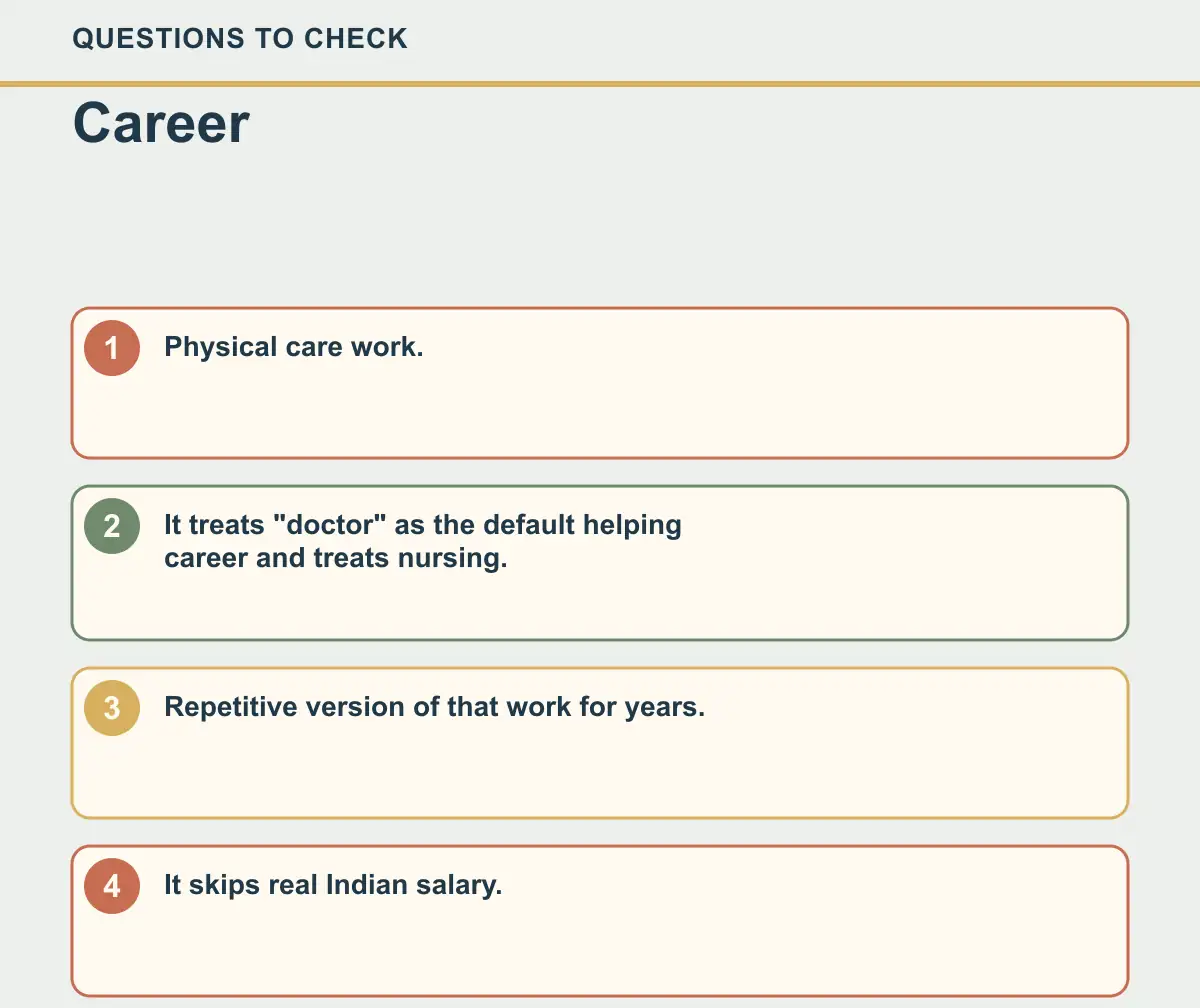 QUESTIONS TO CHECK
Career
1
Physical care work.
2
It treats "doctor" as the default helping
career and treats nursing.
3
Repetitive version of that work for years.
4
It skips real Indian salary.